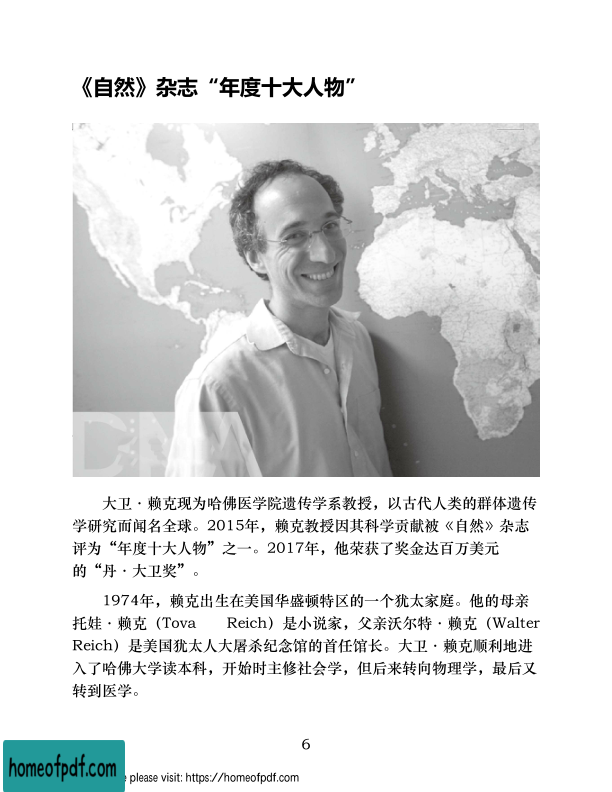 《自然》杂志“年度十大人物”
DNA
大卫·赖克现为哈佛医学院遗传学系教授，以古代人类的群体遗传
学研究而闻名全球。2015年，赖克教授因其科学贡献被《自然》杂志
评为“年度十大人物”之一。2017年，他荣获了奖金达百万美元
的“丹·大卫奖”。
1974年，赖克出生在美国华盛顿特区的一个犹太家庭。他的母亲
托娃·赖克（Tova Reich）是小说家，父亲沃尔特·赖克（Walter
Reich）是美国犹太人大屠杀纪念馆的首任馆长。大卫·赖克顺利地进
入了哈佛大学读本科，开始时主修社会学，但后来转向物理学，最后又
转到医学。
6
homeofpdf.com
e please visit: https://homeofpdf.com